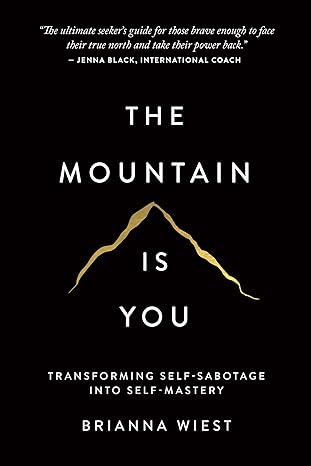 “The ultimate seeker’s guide for those brave enough to face
their true north and take their power back.”
— JENNA BLACK, INTERNATIONAL COACH
THE
MOUNTAIN
IS
YOU
TRANSFORMING SELF-SABOTAGE
INTO SELF-MASTERY
BRIANNA WIEST